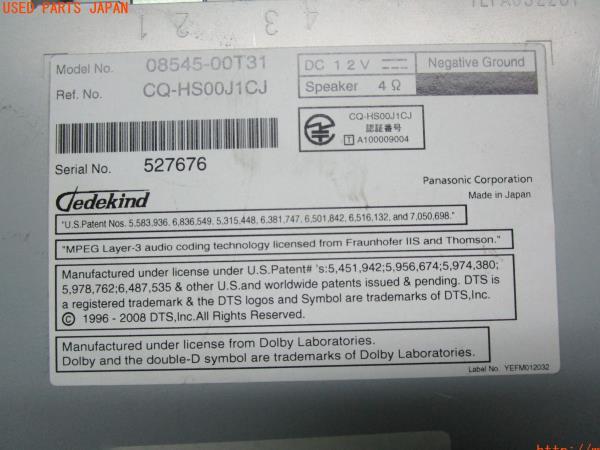 USED PARTS JAPAN
1 2 3 4
Model No. 08545-00T31
Ref. No. CQ-HS00J1CJ
DC 12V
Negative Ground
Speaker 4 Ω
CQ-HS00J1CJ
認証番号
T A100009004
Serial No. 527676
Dedekind
Panasonic Corporation
Made in Japan
"U.S.Patent Nos. 5,583,936, 6,836,549, 5,315,448, 6,381,747, 6,501,842, 6,516,132, and 7,050,698."
"MPEG Layer-3 audio coding technology licensed from Fraunhofer IIS and Thomson."
Manufactured under license under U.S.Patent# 's:5,451,942;5,956,674;5,974,380;
5,978,762;6,487,535 & other U.S.and worldwide patents issued & pending. DTS is
a registered trademark & the DTS logos and Symbol are trademarks of DTS,Inc.
© 1996 - 2008 DTS,Inc.All Rights Reserved.
Manufactured under license from Dolby Laboratories.
Dolby and the double-D symbol are trademarks of Dolby Laboratories.
Label No. YEFM012032